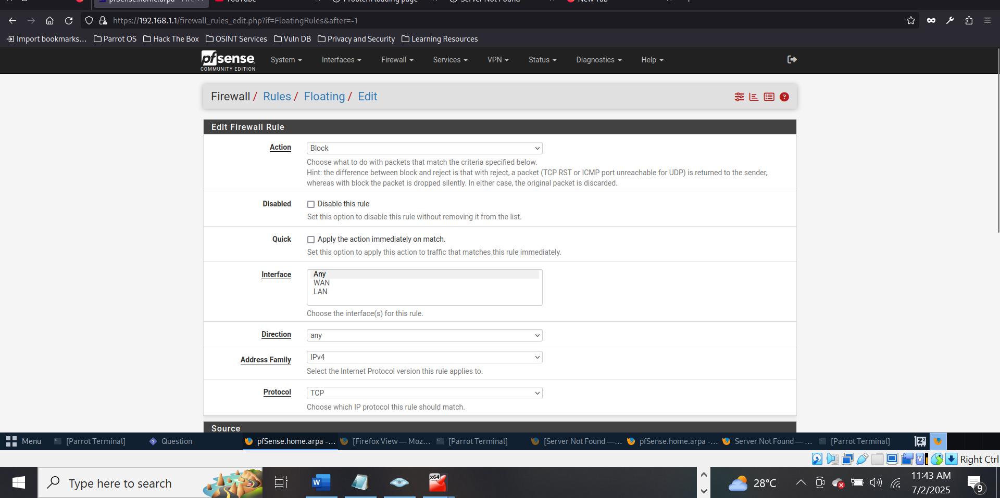 pfSense.home.arpa - Fire
YouTube
Problem loading page
Server Not Found
New Tab
https://192.168.1.1/firewall_rules_edit.php?if=FloatingRules&after=-1
Import bookmarks… Parrot OS Hack The Box OSINT Services Vuln DB Privacy and Security Learning Resources
pfsense
COMMUNITY EDITION
System Interfaces Firewall Services VPN Status Diagnostics Help
Firewall / Rules / Floating / Edit
Edit Firewall Rule
Action
Block
Choose what to do with packets that match the criteria specified below.
Hint: the difference between block and reject is that with reject, a packet (TCP RST or ICMP port unreachable for UDP) is returned to the sender,
whereas with block the packet is dropped silently. In either case, the original packet is discarded.
Disabled
Disable this rule
Set this option to disable this rule without removing it from the list.
Quick
Apply the action immediately on match.
Set this option to apply this action to traffic that matches this rule immediately.
Interface
Any
WAN
LAN
Choose the interface(s) for this rule.
Direction
any
Address Family
IPv4
Select the Internet Protocol version this rule applies to.
Protocol
TCP
Choose which IP protocol this rule should match.
Source
Menu [Parrot Terminal] Question pfSense.home.arpa -… [Firefox View — Moz… [Parrot Terminal] [Server Not Found —… pfSense.home.arpa -… Server Not Found — … [Parrot Terminal]
Right Ctrl
Type here to search
x64
28°C
11:43 AM
7/2/2025
9